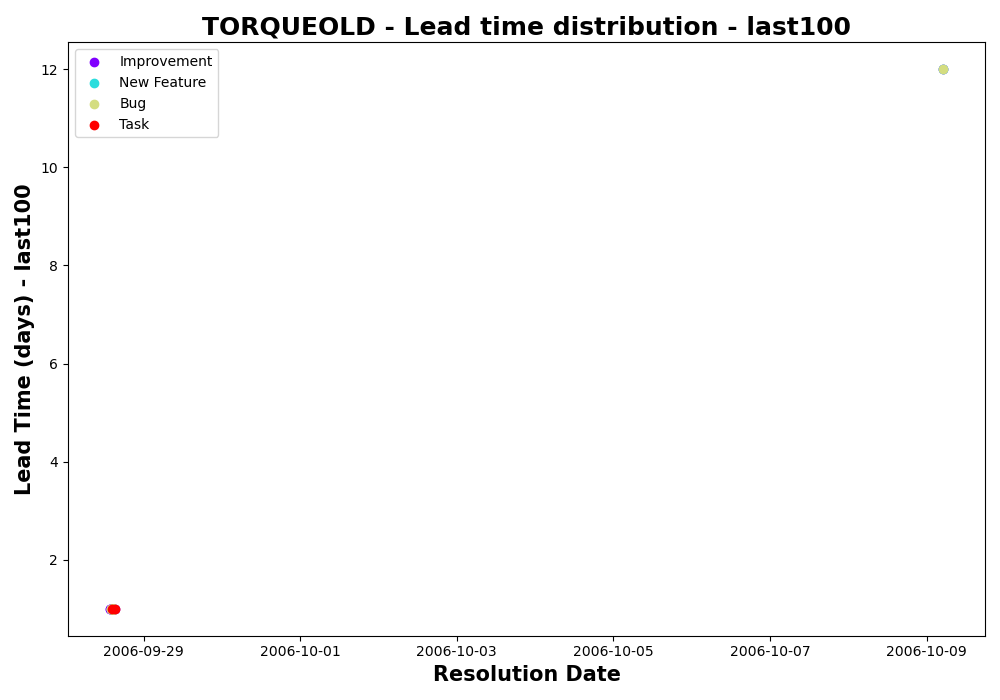 TORQUEOLD - Lead time distribution - last100
Improvement
New Feature
Bug
Task
Lead Time (days) - last100
12
10
8
6
4
2
2006-09-29
2006-10-01
2006-10-03
2006-10-05
2006-10-07
2006-10-09
Resolution Date